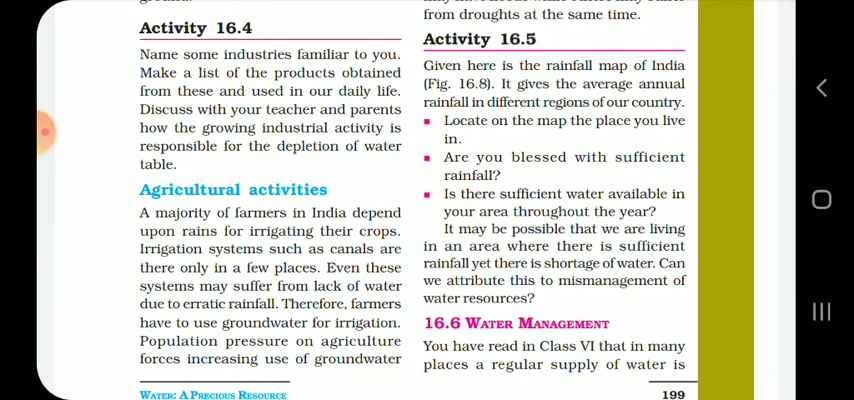 Activity 16.4
Name some industries familiar to you.
Make a list of the products obtained
from these and used in our daily life.
Discuss with your teacher and parents
how the growing industrial activity is
responsible for the depletion of water
table.
Agricultural activities
A majority of farmers in India depend
upon rains for irrigating their crops.
Irrigation systems such as canals are
there only in a few places. Even these
systems may suffer from lack of water
due to erratic rainfall. Therefore, farmers
have to use groundwater for irrigation.
Population pressure on agriculture
forces increasing use of groundwater
from droughts at the same time.
Activity 16.5
Given here is the rainfall map of India
(Fig. 16.8). It gives the average annual
rainfall in different regions of our country.
■ Locate on the map the place you live
in.
■ Are you blessed with sufficient
rainfall?
■ Is there sufficient water available in
your area throughout the year?
It may be possible that we are living
in an area where there is sufficient
rainfall yet there is shortage of water. Can
we attribute this to mismanagement of
water resources?
16.6 WATER MANAGEMENT
You have read in Class VI that in many
places a regular supply of water is
WATER: A PRECIOUS RESOURCE
199